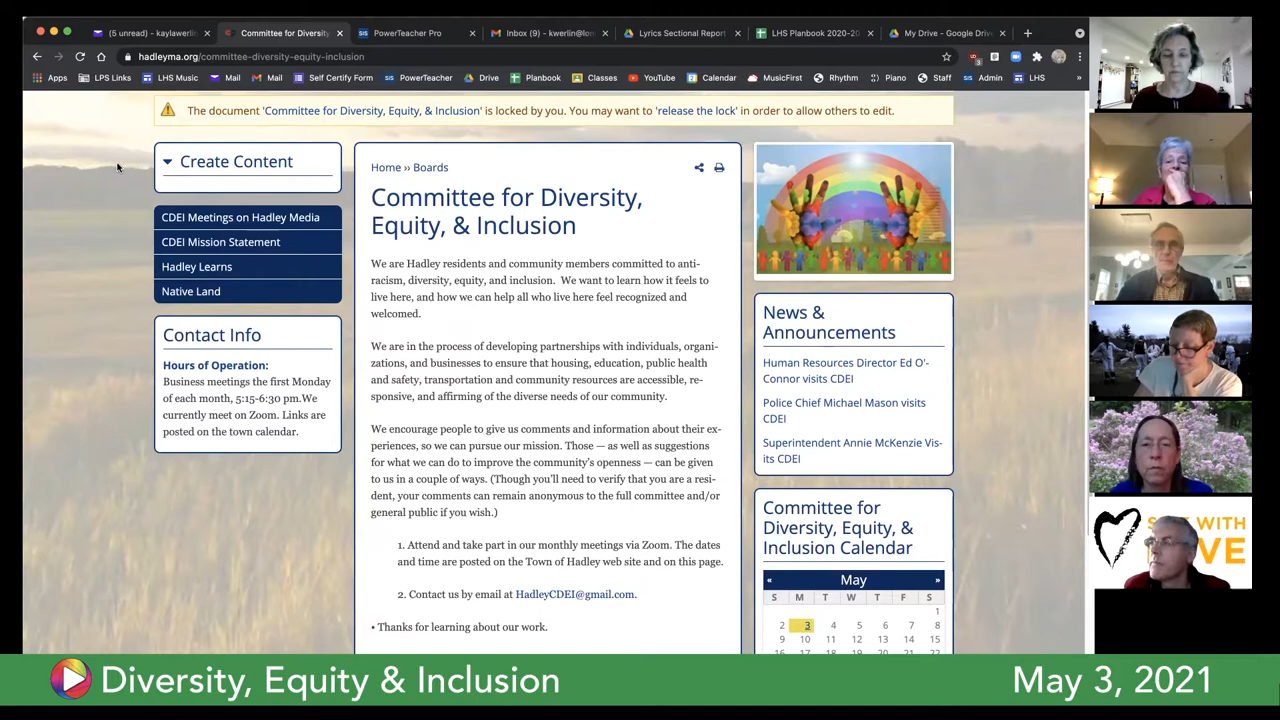 (5 unread) - kaylawerlin
Committee for Diversity
PowerTeacher Pro
Inbox (9) - kwerlin@lon
Lyrics Sectional Report
LHS Planbook 2020-20
My Drive - Google Driv
hadleyma.org/committee-diversity-equity-inclusion
Apps LPS Links LHS Music Mail Mail Self Certify Form PowerTeacher Drive Planbook Classes YouTube Calendar MusicFirst Rhythm Piano Staff Admin LHS »
The document 'Committee for Diversity, Equity, & Inclusion' is locked by you. You may want to 'release the lock' in order to allow others to edit.
Create Content
CDEI Meetings on Hadley Media
CDEI Mission Statement
Hadley Learns
Native Land
Contact Info
Hours of Operation:
Business meetings the first Monday
of each month, 5:15-6:30 pm.We
currently meet on Zoom. Links are
posted on the town calendar.
Home ›› Boards
Committee for Diversity,
Equity, & Inclusion
We are Hadley residents and community members committed to anti-
racism, diversity, equity, and inclusion. We want to learn how it feels to
live here, and how we can help all who live here feel recognized and
welcomed.
We are in the process of developing partnerships with individuals, organi-
zations, and businesses to ensure that housing, education, public health
and safety, transportation and community resources are accessible, re-
sponsive, and affirming of the diverse needs of our community.
We encourage people to give us comments and information about their ex-
periences, so we can pursue our mission. Those — as well as suggestions
for what we can do to improve the community's openness — can be given
to us in a couple of ways. (Though you'll need to verify that you are a resi-
dent, your comments can remain anonymous to the full committee and/or
general public if you wish.)
1. Attend and take part in our monthly meetings via Zoom. The dates
and time are posted on the Town of Hadley web site and on this page.
2. Contact us by email at HadleyCDEI@gmail.com.
• Thanks for learning about our work.
News &
Announcements
Human Resources Director Ed O'-
Connor visits CDEI
Police Chief Michael Mason visits
CDEI
Superintendent Annie McKenzie Vis-
its CDEI
Committee for
Diversity, Equity, &
Inclusion Calendar
« May »
S M T W T F S
1
2 3 4 5 6 7 8
9 10 11 12 13 14 15
16 17 18 19 20 21 22
WITH
Diversity, Equity & Inclusion
May 3, 2021